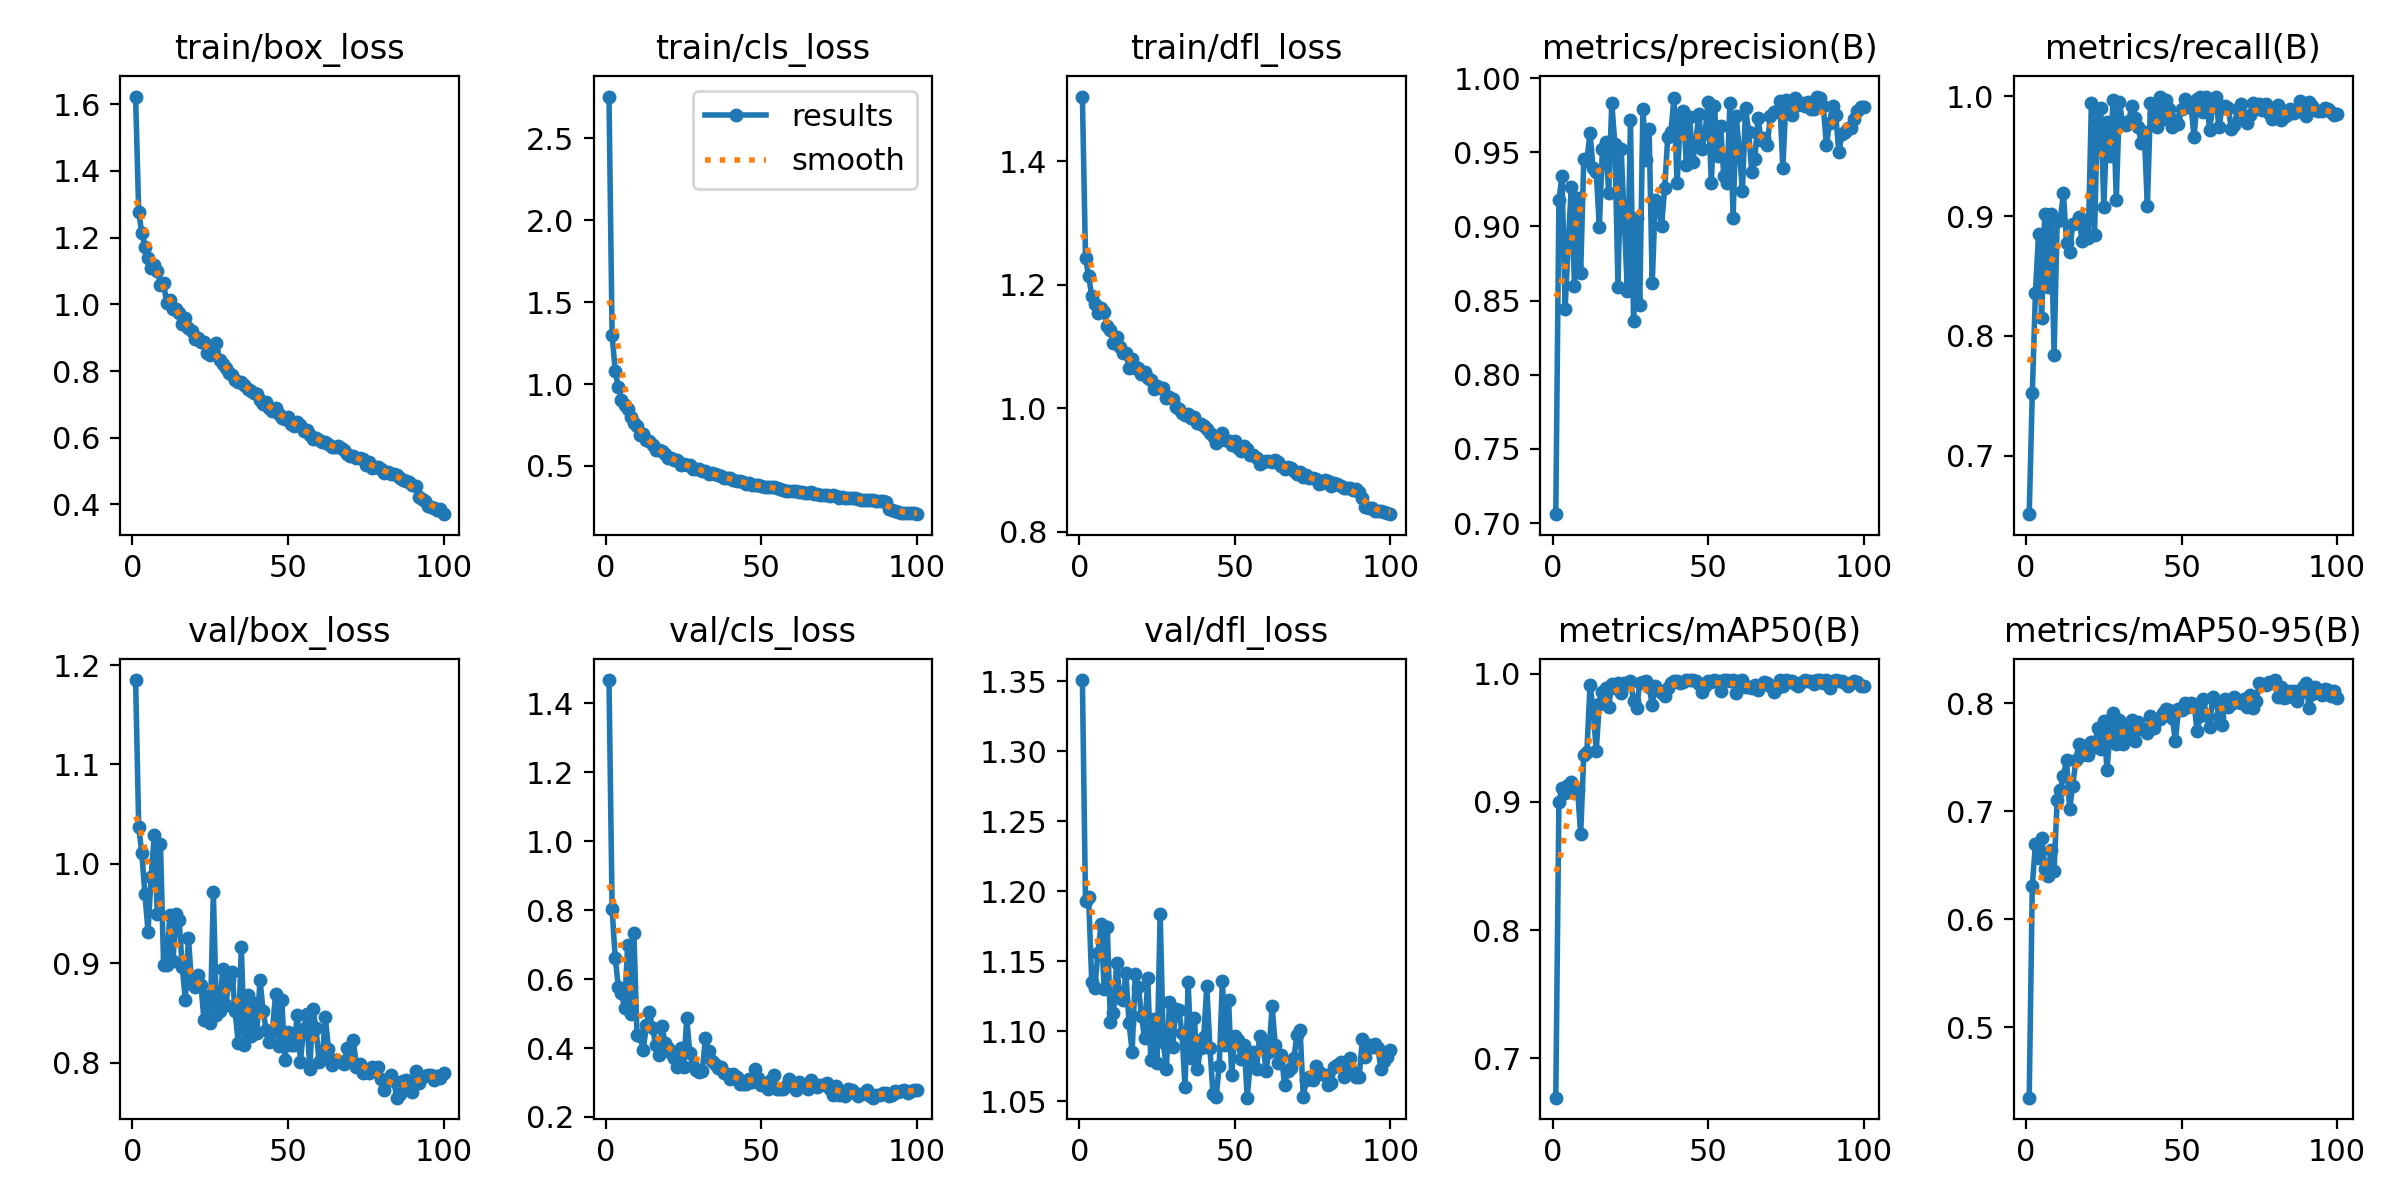 train/box_loss
1.6
1.4
1.2
1.0
0.8
0.6
0.4
0 50 100
train/cls_loss
results
smooth
2.5
2.0
1.5
1.0
0.5
0 50 100
train/dfl_loss
1.4
1.2
1.0
0.8
0 50 100
metrics/precision(B)
1.00
0.95
0.90
0.85
0.80
0.75
0.70
0 50 100
metrics/recall(B)
1.0
0.9
0.8
0.7
0 50 100
val/box_loss
1.2
1.1
1.0
0.9
0.8
0 50 100
val/cls_loss
1.4
1.2
1.0
0.8
0.6
0.4
0.2
0 50 100
val/dfl_loss
1.35
1.30
1.25
1.20
1.15
1.10
1.05
0 50 100
metrics/mAP50(B)
1.0
0.9
0.8
0.7
0 50 100
metrics/mAP50-95(B)
0.8
0.7
0.6
0.5
0 50 100